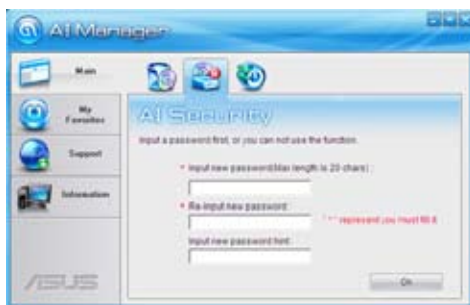 AI Manager
Main
My
Favorites
Support
Information
AI Security
Input a password first, or you can not use the function.
* Input new password(Max length is 20 chars) :
* Re-input new password:
" * " represent you must fill it
Input new password hint:
Ok
ASUS